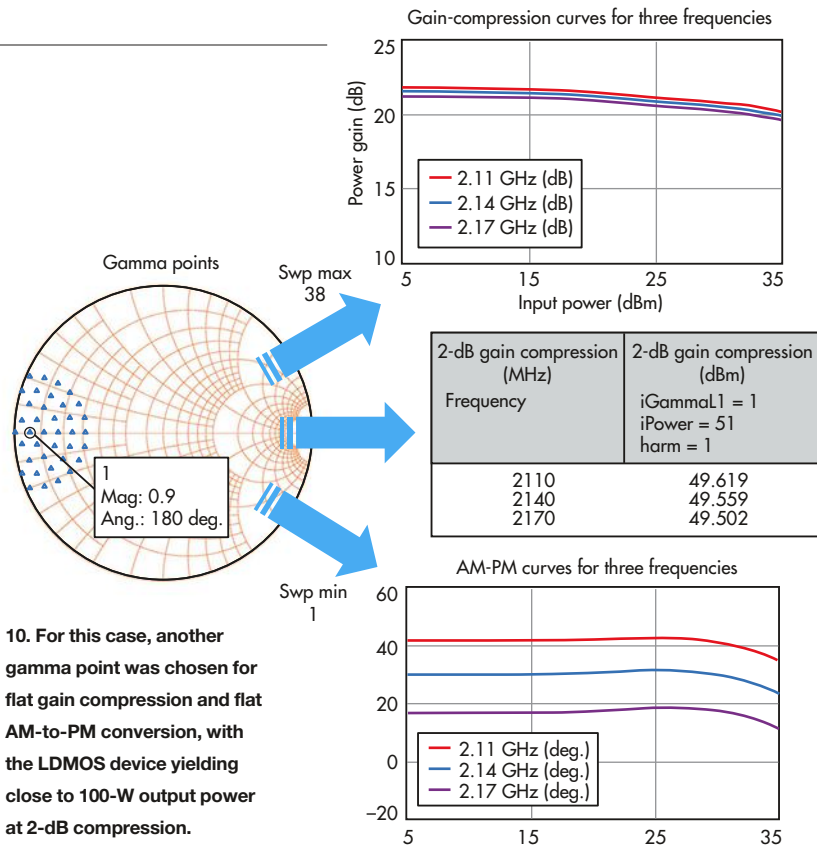 Gain-compression curves for three frequencies
25
20
15
10
Power gain (dB)
2.11 GHz (dB)
2.14 GHz (dB)
2.17 GHz (dB)
5 15 25 35
Input power (dBm)
Gamma points
Swp max
38
1
Mag: 0.9
Ang.: 180 deg.
Swp min
1
2-dB gain compression (MHz)
Frequency
2-dB gain compression (dBm)
iGammaL1 = 1
iPower = 51
harm = 1
2110 49.619
2140 49.559
2170 49.502
AM-PM curves for three frequencies
60
40
20
0
–20
2.11 GHz (deg.)
2.14 GHz (deg.)
2.17 GHz (deg.)
5 15 25 35
10. For this case, another
gamma point was chosen for
flat gain compression and flat
AM-to-PM conversion, with
the LDMOS device yielding
close to 100-W output power
at 2-dB compression.